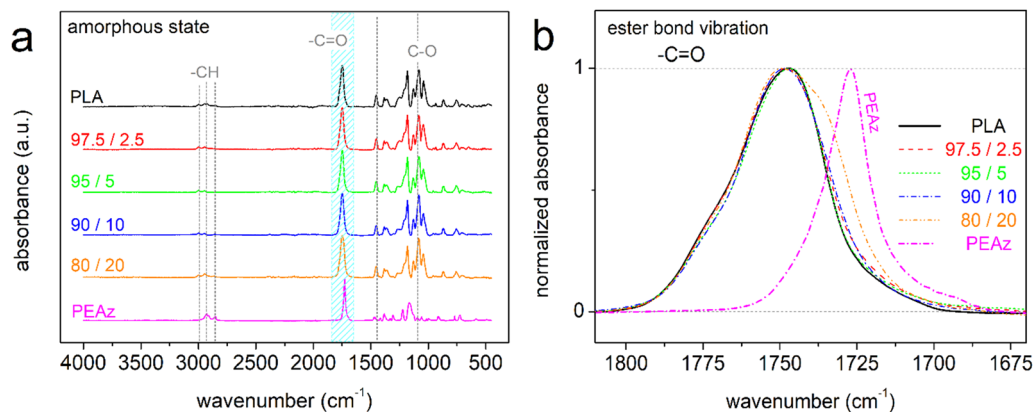 a
amorphous state
-C=O
C-O
-CH
PLA
97.5 / 2.5
95 / 5
90 / 10
80 / 20
PEAz
absorbance (a.u.)
4000 3500 3000 2500 2000 1500 1000 500
wavenumber (cm⁻¹)
b
ester bond vibration
-C=O
1
0
normalized absorbance
PEAz
PLA
97.5 / 2.5
95 / 5
90 / 10
80 / 20
PEAz
1800 1775 1750 1725 1700 1675
wavenumber (cm⁻¹)